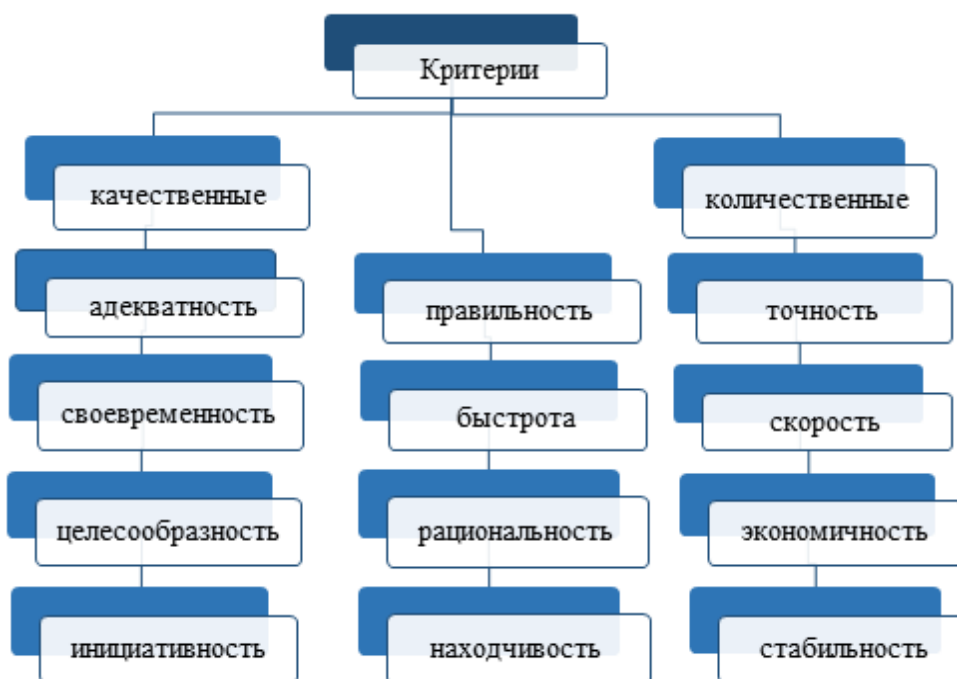 Критерии
качественные
количественные
адекватность
правильность
точность
своевременность
быстрота
скорость
целесообразность
рациональность
экономичность
инициативность
находчивость
стабильность